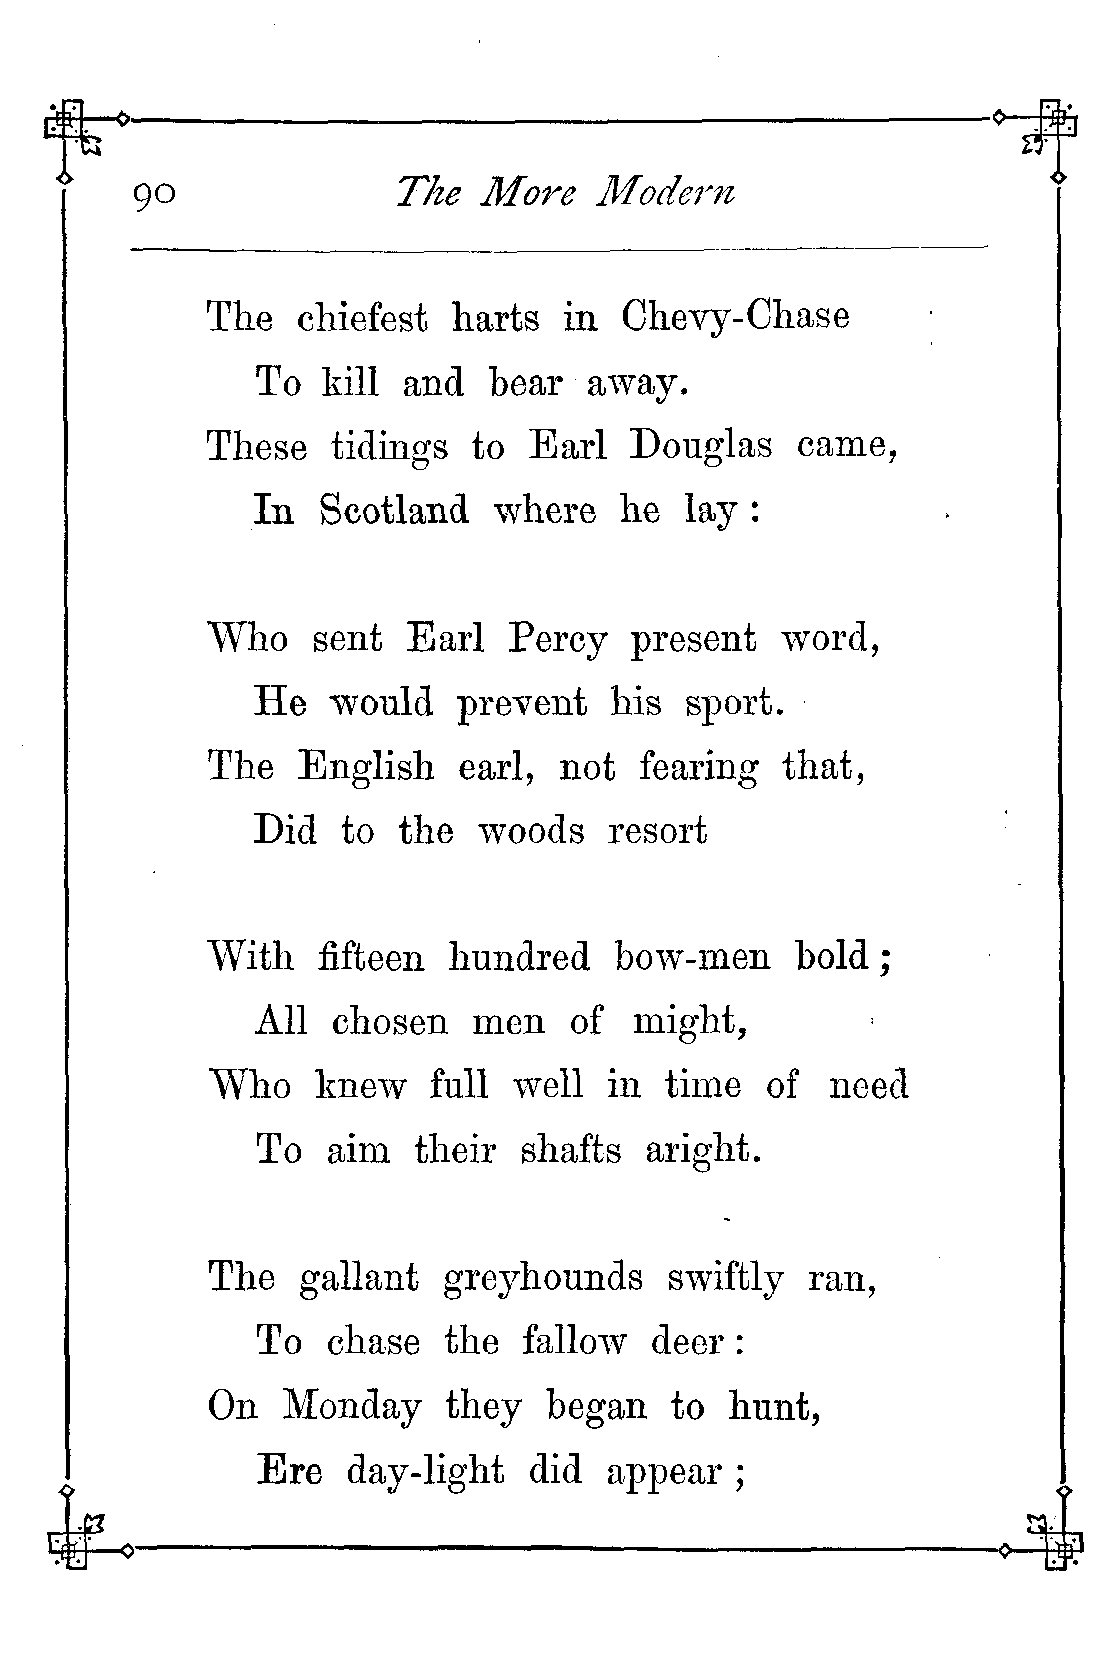 90 The More Modern
The chiefest harts in Chevy-Chase
To kill and bear away.
These tidings to Earl Douglas came,
In Scotland where he lay :
Who sent Earl Percy present word,
He would prevent his sport.
The English earl, not fearing that,
Did to the woods resort
With fifteen hundred bow-men bold ;
All chosen men of might,
Who knew full well in time of need
To aim their shafts aright.
The gallant greyhounds swiftly ran,
To chase the fallow deer :
On Monday they began to hunt,
Ere day-light did appear ;